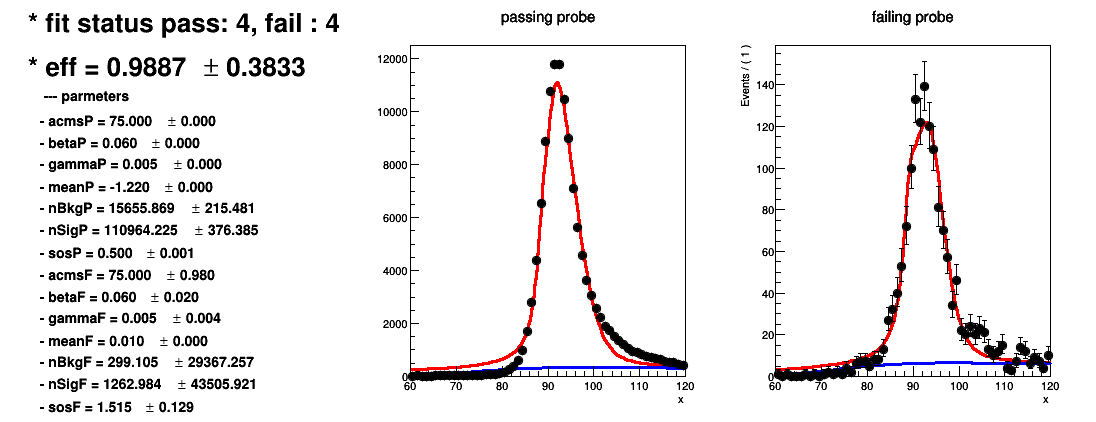 * fit status pass: 4, fail : 4
* eff = 0.9887 ± 0.3833
--- parmeters
- acmsP = 75.000 ± 0.000
- betaP = 0.060 ± 0.000
- gammaP = 0.005 ± 0.000
- meanP = -1.220 ± 0.000
- nBkgP = 15655.869 ± 215.481
- nSigP = 110964.225 ± 376.385
- sosP = 0.500 ± 0.001
- acmsF = 75.000 ± 0.980
- betaF = 0.060 ± 0.020
- gammaF = 0.005 ± 0.004
- meanF = 0.010 ± 0.000
- nBkgF = 299.105 ± 29367.257
- nSigF = 1262.984 ± 43505.921
- sosF = 1.515 ± 0.129
passing probe
12000
10000
8000
6000
4000
2000
0
60 70 80 90 100 110 120
x
failing probe
Events / ( 1 )
140
120
100
80
60
40
20
0
60 70 80 90 100 110 120
x